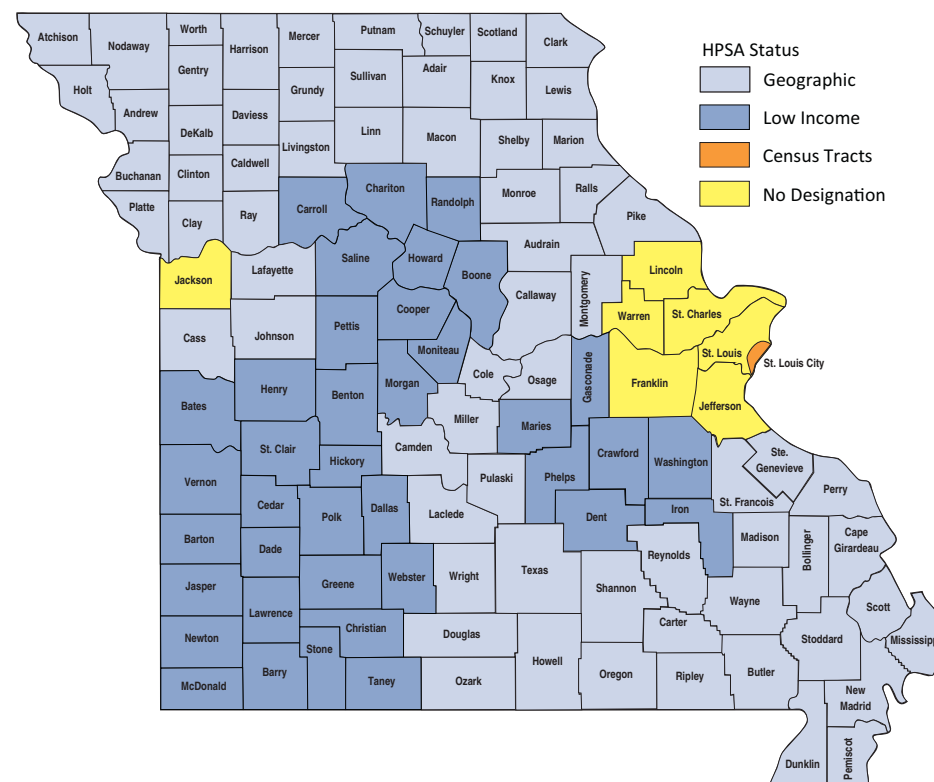 HPSA Status
Geographic
Low Income
Census Tracts
No Designation
Atchison
Nodaway
Worth
Harrison
Mercer
Putnam
Schuyler
Scotland
Clark
Holt
Gentry
Sullivan
Adair
Knox
Lewis
Andrew
DeKalb
Daviess
Grundy
Linn
Macon
Shelby
Marion
Livingston
Buchanan
Clinton
Caldwell
Chariton
Monroe
Ralls
Platte
Clay
Ray
Carroll
Randolph
Pike
Audrain
Jackson
Lafayette
Saline
Howard
Boone
Callaway
Montgomery
Lincoln
Cooper
Warren
St. Charles
Cass
Johnson
Pettis
Moniteau
St. Louis
St. Louis City
Cole
Osage
Gasconade
Franklin
Bates
Henry
Benton
Morgan
Miller
Maries
Jefferson
St. Clair
Camden
Hickory
Crawford
Washington
Ste.
Genevieve
Vernon
Pulaski
Phelps
Perry
Cedar
Polk
Dallas
Laclede
St. Francois
Dent
Iron
Barton
Dade
Reynolds
Madison
Bollinger
Cape
Girardeau
Jasper
Greene
Webster
Wright
Texas
Shannon
Wayne
Lawrence
Scott
Newton
Christian
Douglas
Carter
Stoddard
Mississipp
Stone
McDonald
Barry
Taney
Ozark
Howell
Oregon
Ripley
Butler
New
Madrid
Dunklin
Pemiscot